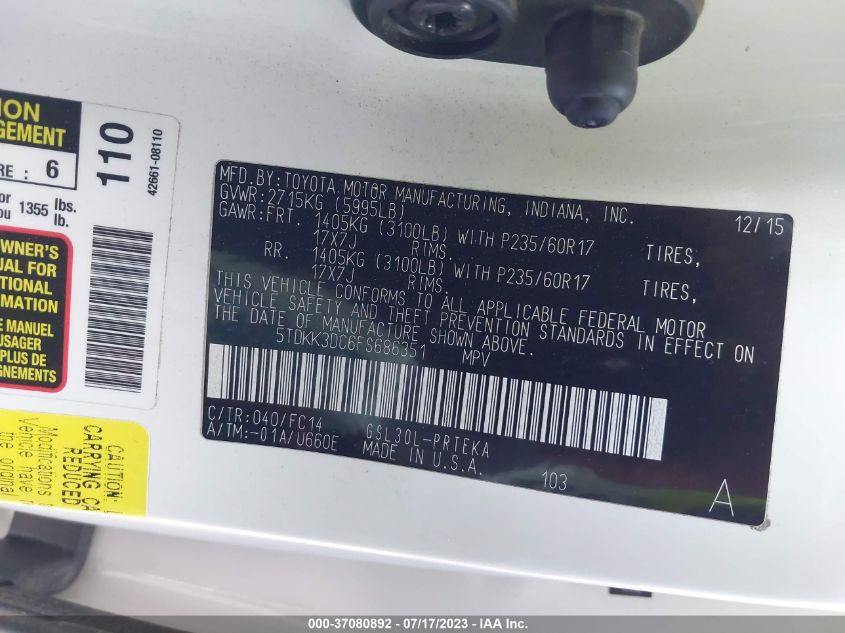 ION
GEMENT
RE : 6
or
ou 1355 lbs.
lb.
OWNER'S
UAL FOR
TIONAL
RMATION
E MANUEL
USAGER
PLUS DE
IGNEMENTS
110
42661-08110
CAUTION:
CARRYING CA
REDUCED
Modifications
Vehicle have
the original
MFD.BY:TOYOTA MOTOR MANUFACTURING, INDIANA, INC. 12/15
GVWR:2715KG (5995LB)
GAWR:FRT. 1405KG (3100LB) WITH P235/60R17 TIRES,
17X7J RIMS.
RR. 1405KG (3100LB) WITH P235/60R17 TIRES,
17X7J RIMS.
THIS VEHICLE CONFORMS TO ALL APPLICABLE FEDERAL MOTOR
VEHICLE SAFETY AND THEFT PREVENTION STANDARDS IN EFFECT ON
THE DATE OF MANUFACTURE SHOWN ABOVE.
5TDKK3DC6FS686351 MPV
C/TR:040/FC14 GSL30L-PRTEKA
A/TM:-01A/U660E MADE IN U.S.A.
103
A
000-37080892 - 07/17/2023 - IAA Inc.